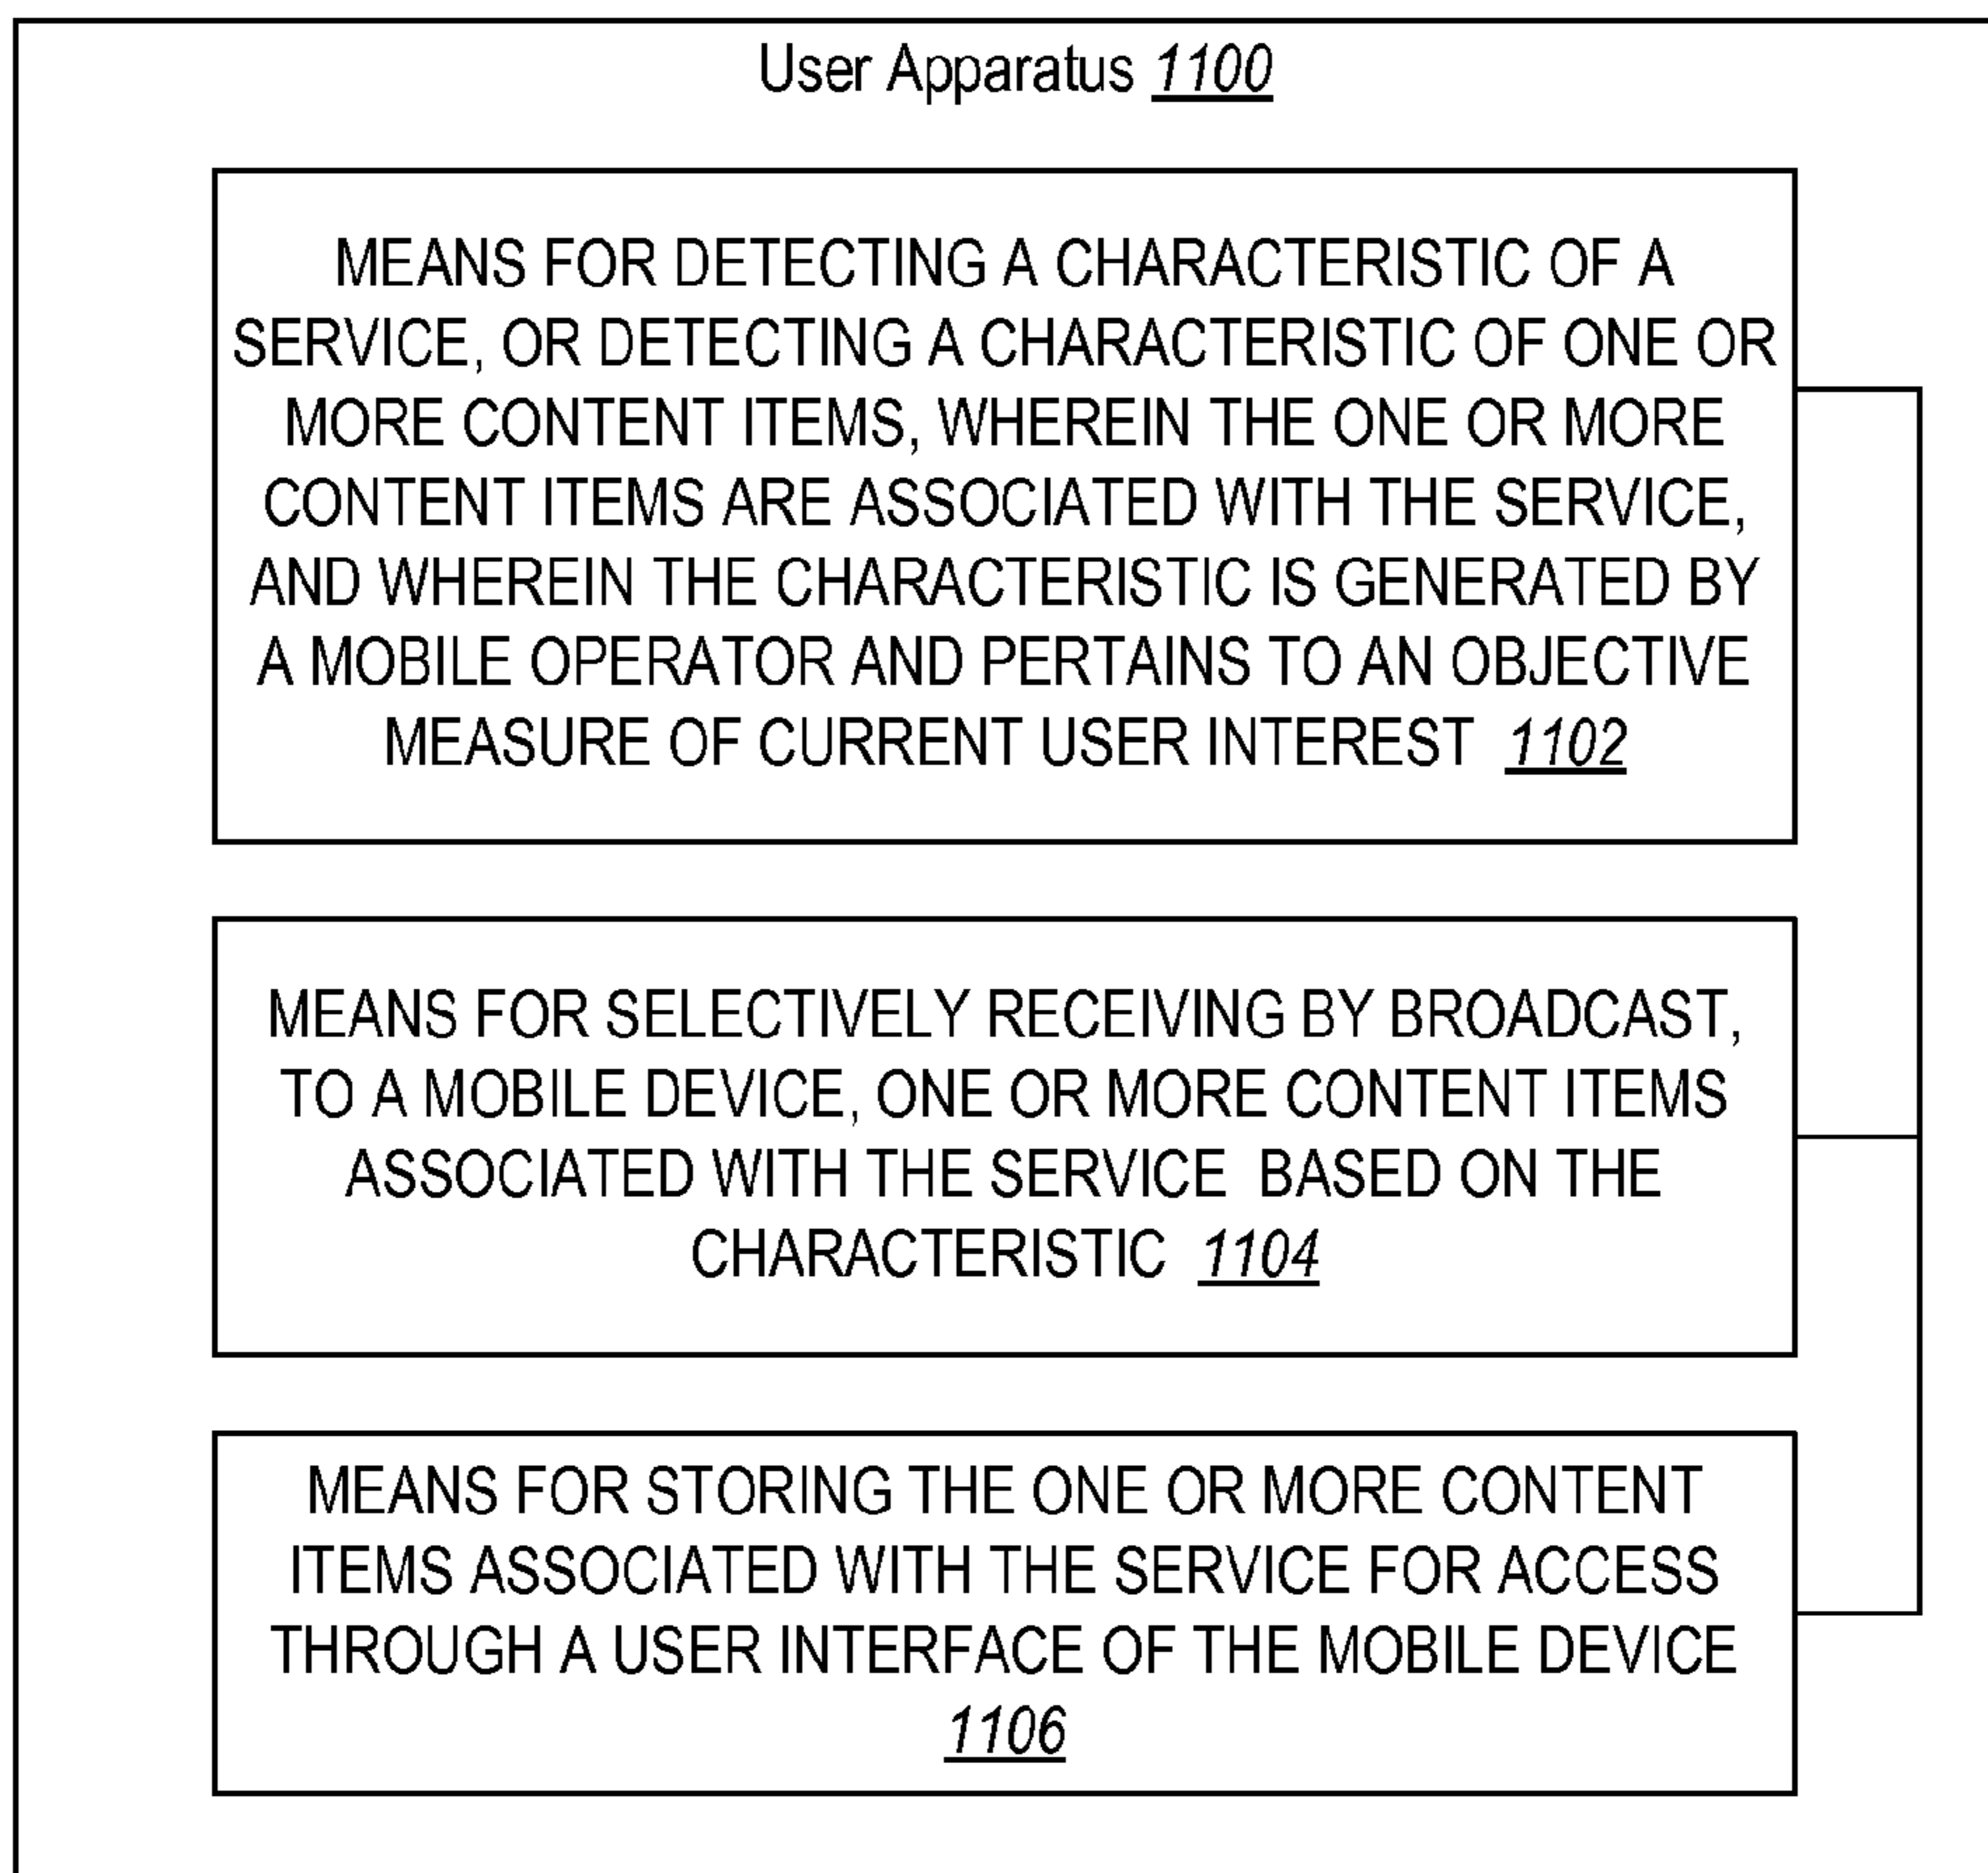 User Apparatus 1100
MEANS FOR DETECTING A CHARACTERISTIC OF A
SERVICE, OR DETECTING A CHARACTERISTIC OF ONE OR
MORE CONTENT ITEMS, WHEREIN THE ONE OR MORE
CONTENT ITEMS ARE ASSOCIATED WITH THE SERVICE,
AND WHEREIN THE CHARACTERISTIC IS GENERATED BY
A MOBILE OPERATOR AND PERTAINS TO AN OBJECTIVE
MEASURE OF CURRENT USER INTEREST 1102
MEANS FOR SELECTIVELY RECEIVING BY BROADCAST,
TO A MOBILE DEVICE, ONE OR MORE CONTENT ITEMS
ASSOCIATED WITH THE SERVICE BASED ON THE
CHARACTERISTIC 1104
MEANS FOR STORING THE ONE OR MORE CONTENT
ITEMS ASSOCIATED WITH THE SERVICE FOR ACCESS
THROUGH A USER INTERFACE OF THE MOBILE DEVICE
1106